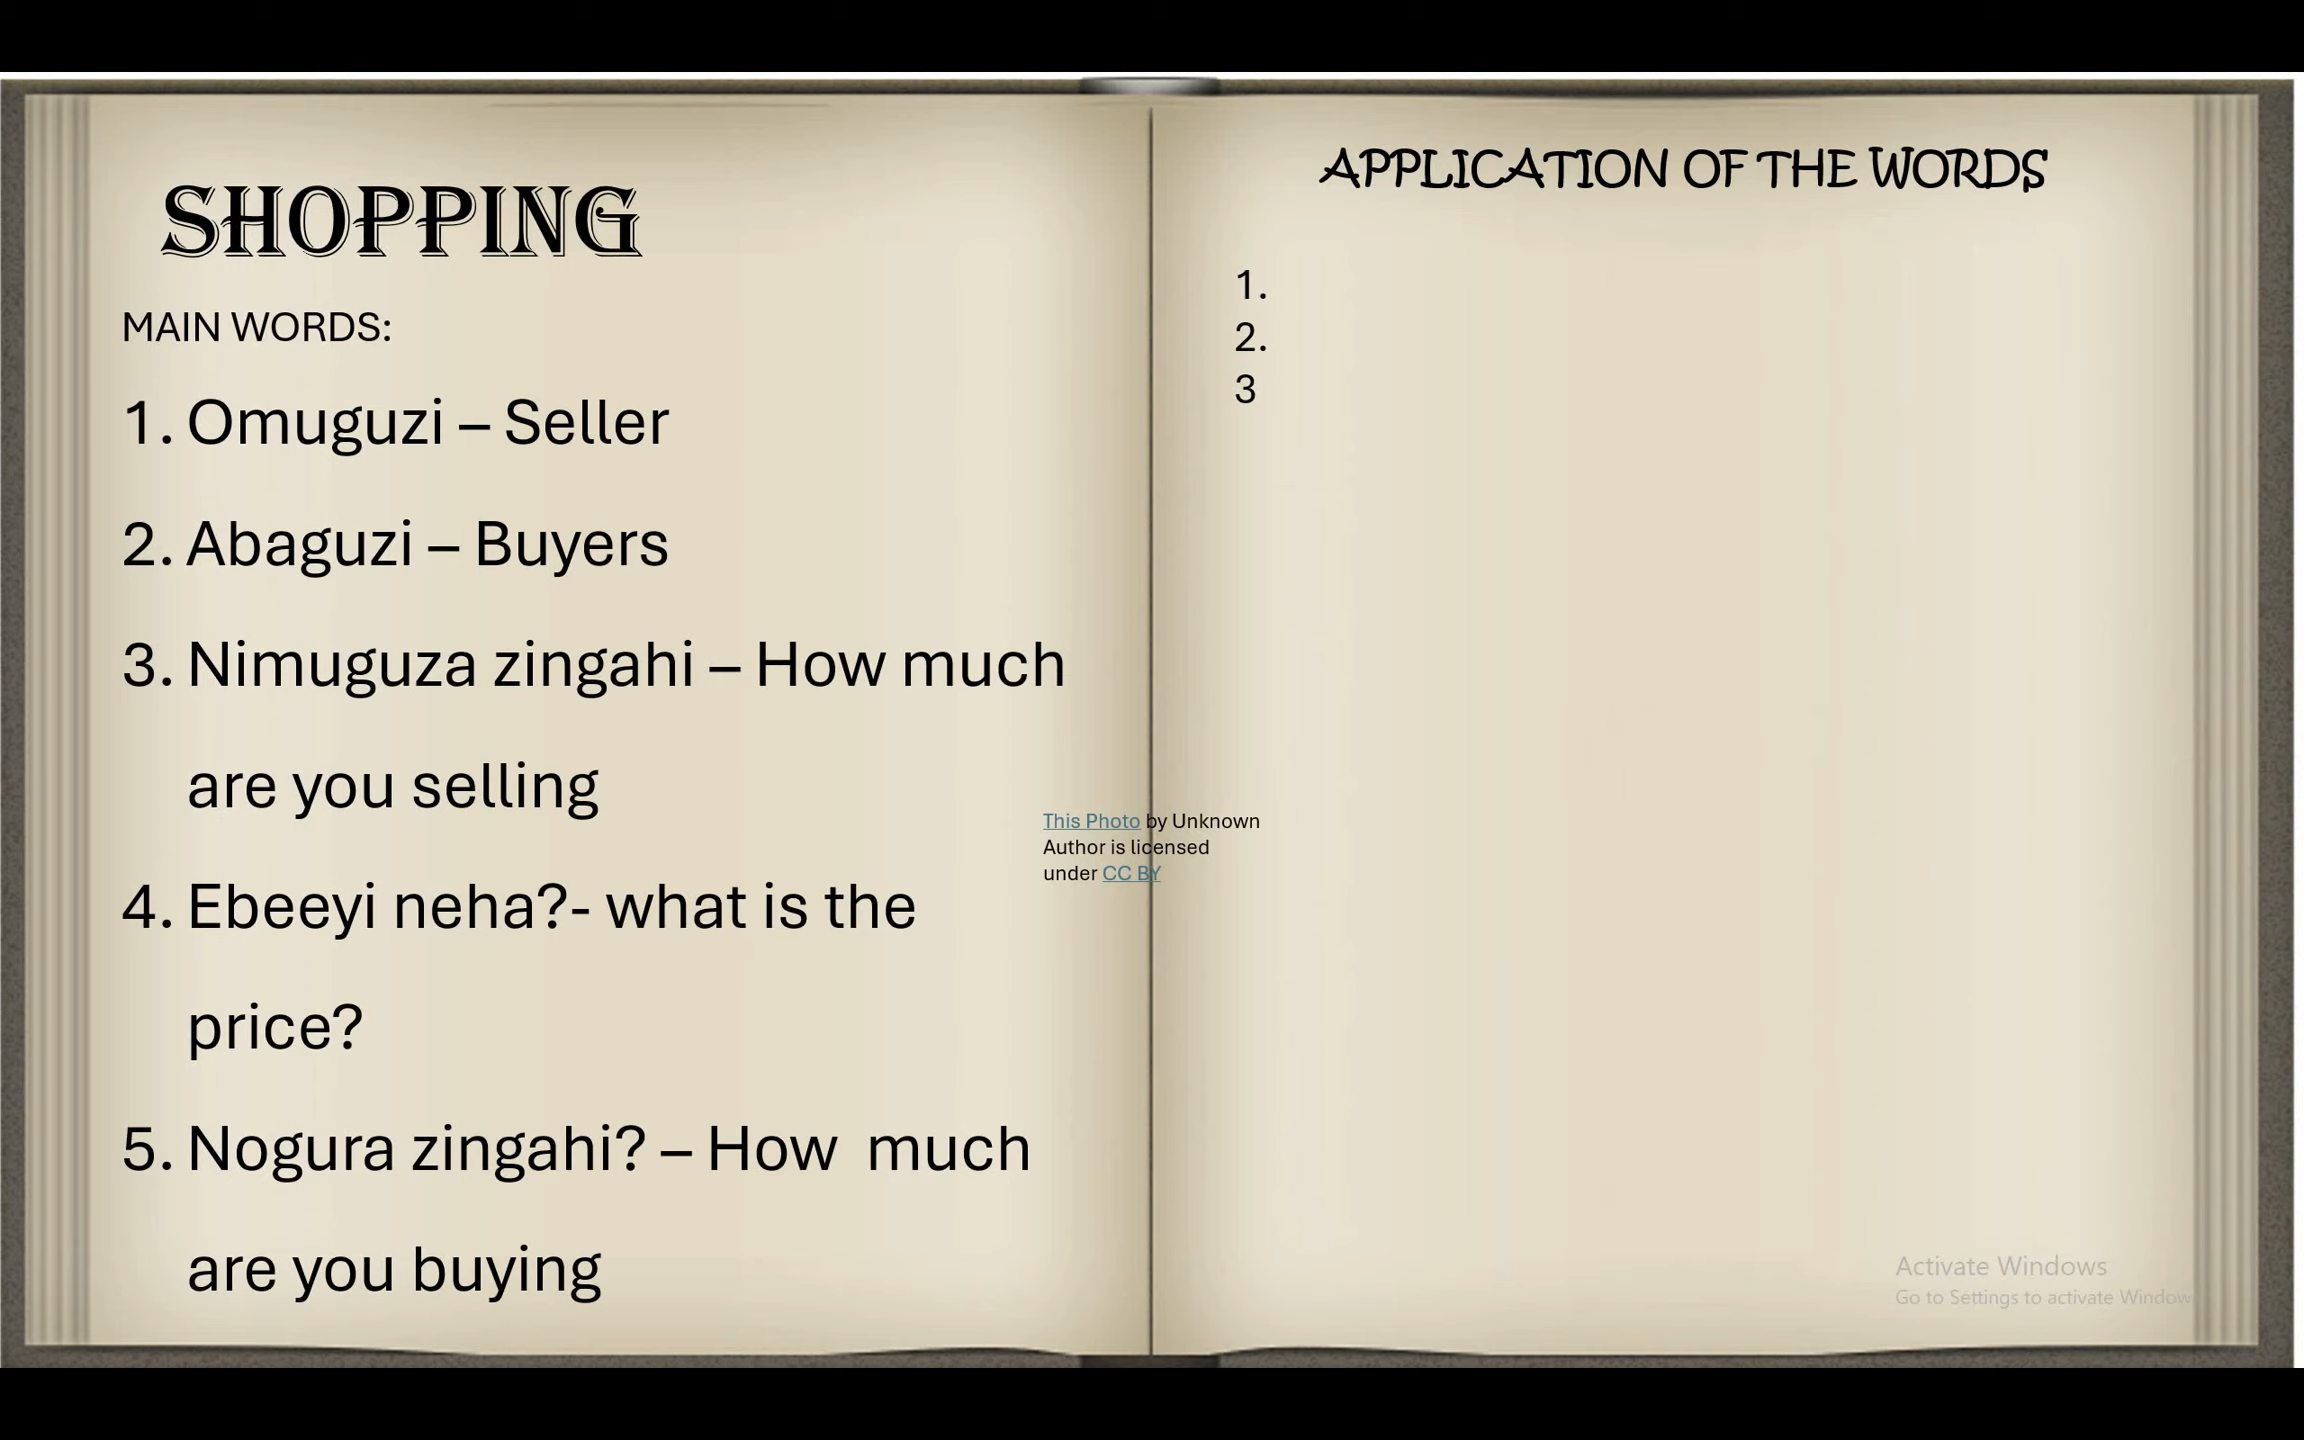 SHOPPING
MAIN WORDS:
1. Omuguzi – Seller
2. Abaguzi – Buyers
3. Nimuguza zingahi – How much
are you selling
4. Ebeeyi neha?- what is the
price?
5. Nogura zingahi? – How  much
are you buying
This Photo by Unknown
Author is licensed
under CC BY
APPLICATION OF THE WORDS
1.
2.
3
Activate Windows
Go to Settings to activate Window